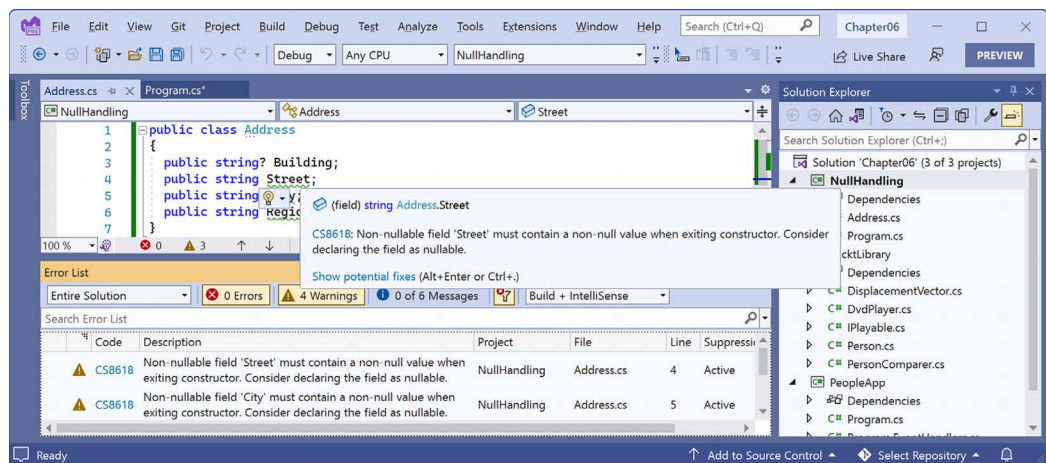 File Edit View Git Project Build Debug Test Analyze Tools Extensions Window Help Search (Ctrl+Q) Chapter06
Debug Any CPU NullHandling Live Share PREVIEW
Toolbox
Address.cs Program.cs*
NullHandling Address Street
1 public class Address
2 {
3 public string? Building;
4 public string Street;
5 public string y;
6 public string Regio
7 }
(field) string Address.Street
CS8618: Non-nullable field 'Street' must contain a non-null value when exiting constructor. Consider
declaring the field as nullable.
Show potential fixes (Alt+Enter or Ctrl+.)
100 % 0 3
Error List
Entire Solution 0 Errors 4 Warnings 0 of 6 Messages Build + IntelliSense
Search Error List
Code Description Project File Line Suppressi
CS8618 Non-nullable field 'Street' must contain a non-null value when
exiting constructor. Consider declaring the field as nullable. NullHandling Address.cs 4 Active
CS8618 Non-nullable field 'City' must contain a non-null value when
exiting constructor. Consider declaring the field as nullable. NullHandling Address.cs 5 Active
Solution Explorer
Search Solution Explorer (Ctrl+;)
Solution 'Chapter06' (3 of 3 projects)
C# NullHandling
Dependencies
Address.cs
Program.cs
cktLibrary
Dependencies
C# DisplacementVector.cs
C# DvdPlayer.cs
C# IPlayable.cs
C# Person.cs
C# PersonComparer.cs
C# PeopleApp
Dependencies
C# Program.cs
Ready Add to Source Control Select Repository